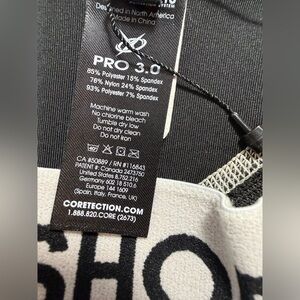 Designed in North America
Made in China
PRO 3.0
85% Polyester 15% Spandex
76% Nylon 24% Spandex
93% Polyester 7% Spandex
Machine warm wash
No chlorine bleach
Tumble dry low
Do not dry clean
Do not iron
CA #50889 / RN #116843
PATENT #: Canada 2473750
United States 8,752,215
Germany 602 18 510.6
Europe 144 1609
(Spain, Italy, France, UK)
CORETECTION.COM
1.888.820.CORE (2673)
SHO